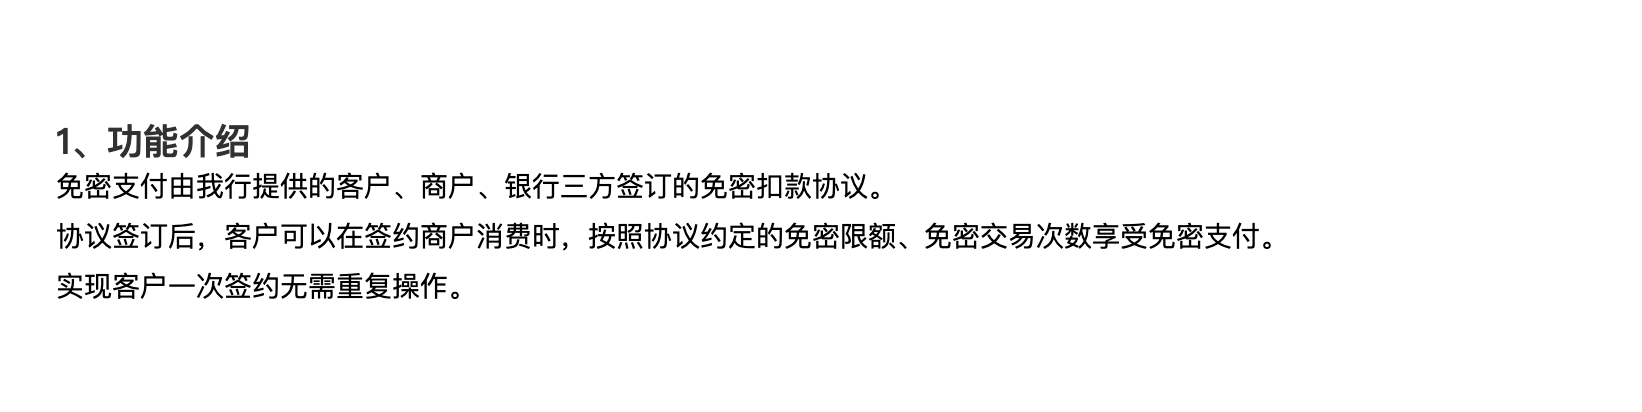 1、功能介绍
免密支付由我行提供的客户、商户、银行三方签订的免密扣款协议。
协议签订后，客户可以在签约商户消费时，按照协议约定的免密限额、免密交易次数享受免密支付。
实现客户一次签约无需重复操作。